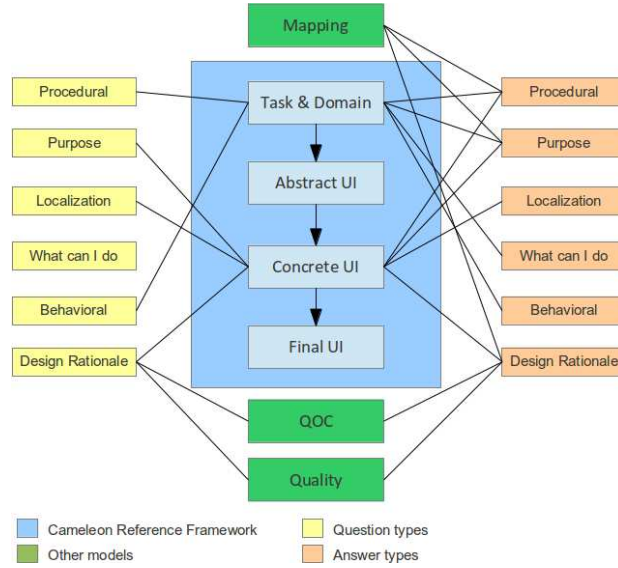 Mapping
Procedural
Task & Domain
Procedural
Purpose
Purpose
Abstract UI
Localization
Localization
What can I do
Concrete UI
What can I do
Behavioral
Behavioral
Final UI
Design Rationale
Design Rationale
QOC
Quality
Cameleon Reference Framework
Question types
Other models
Answer types